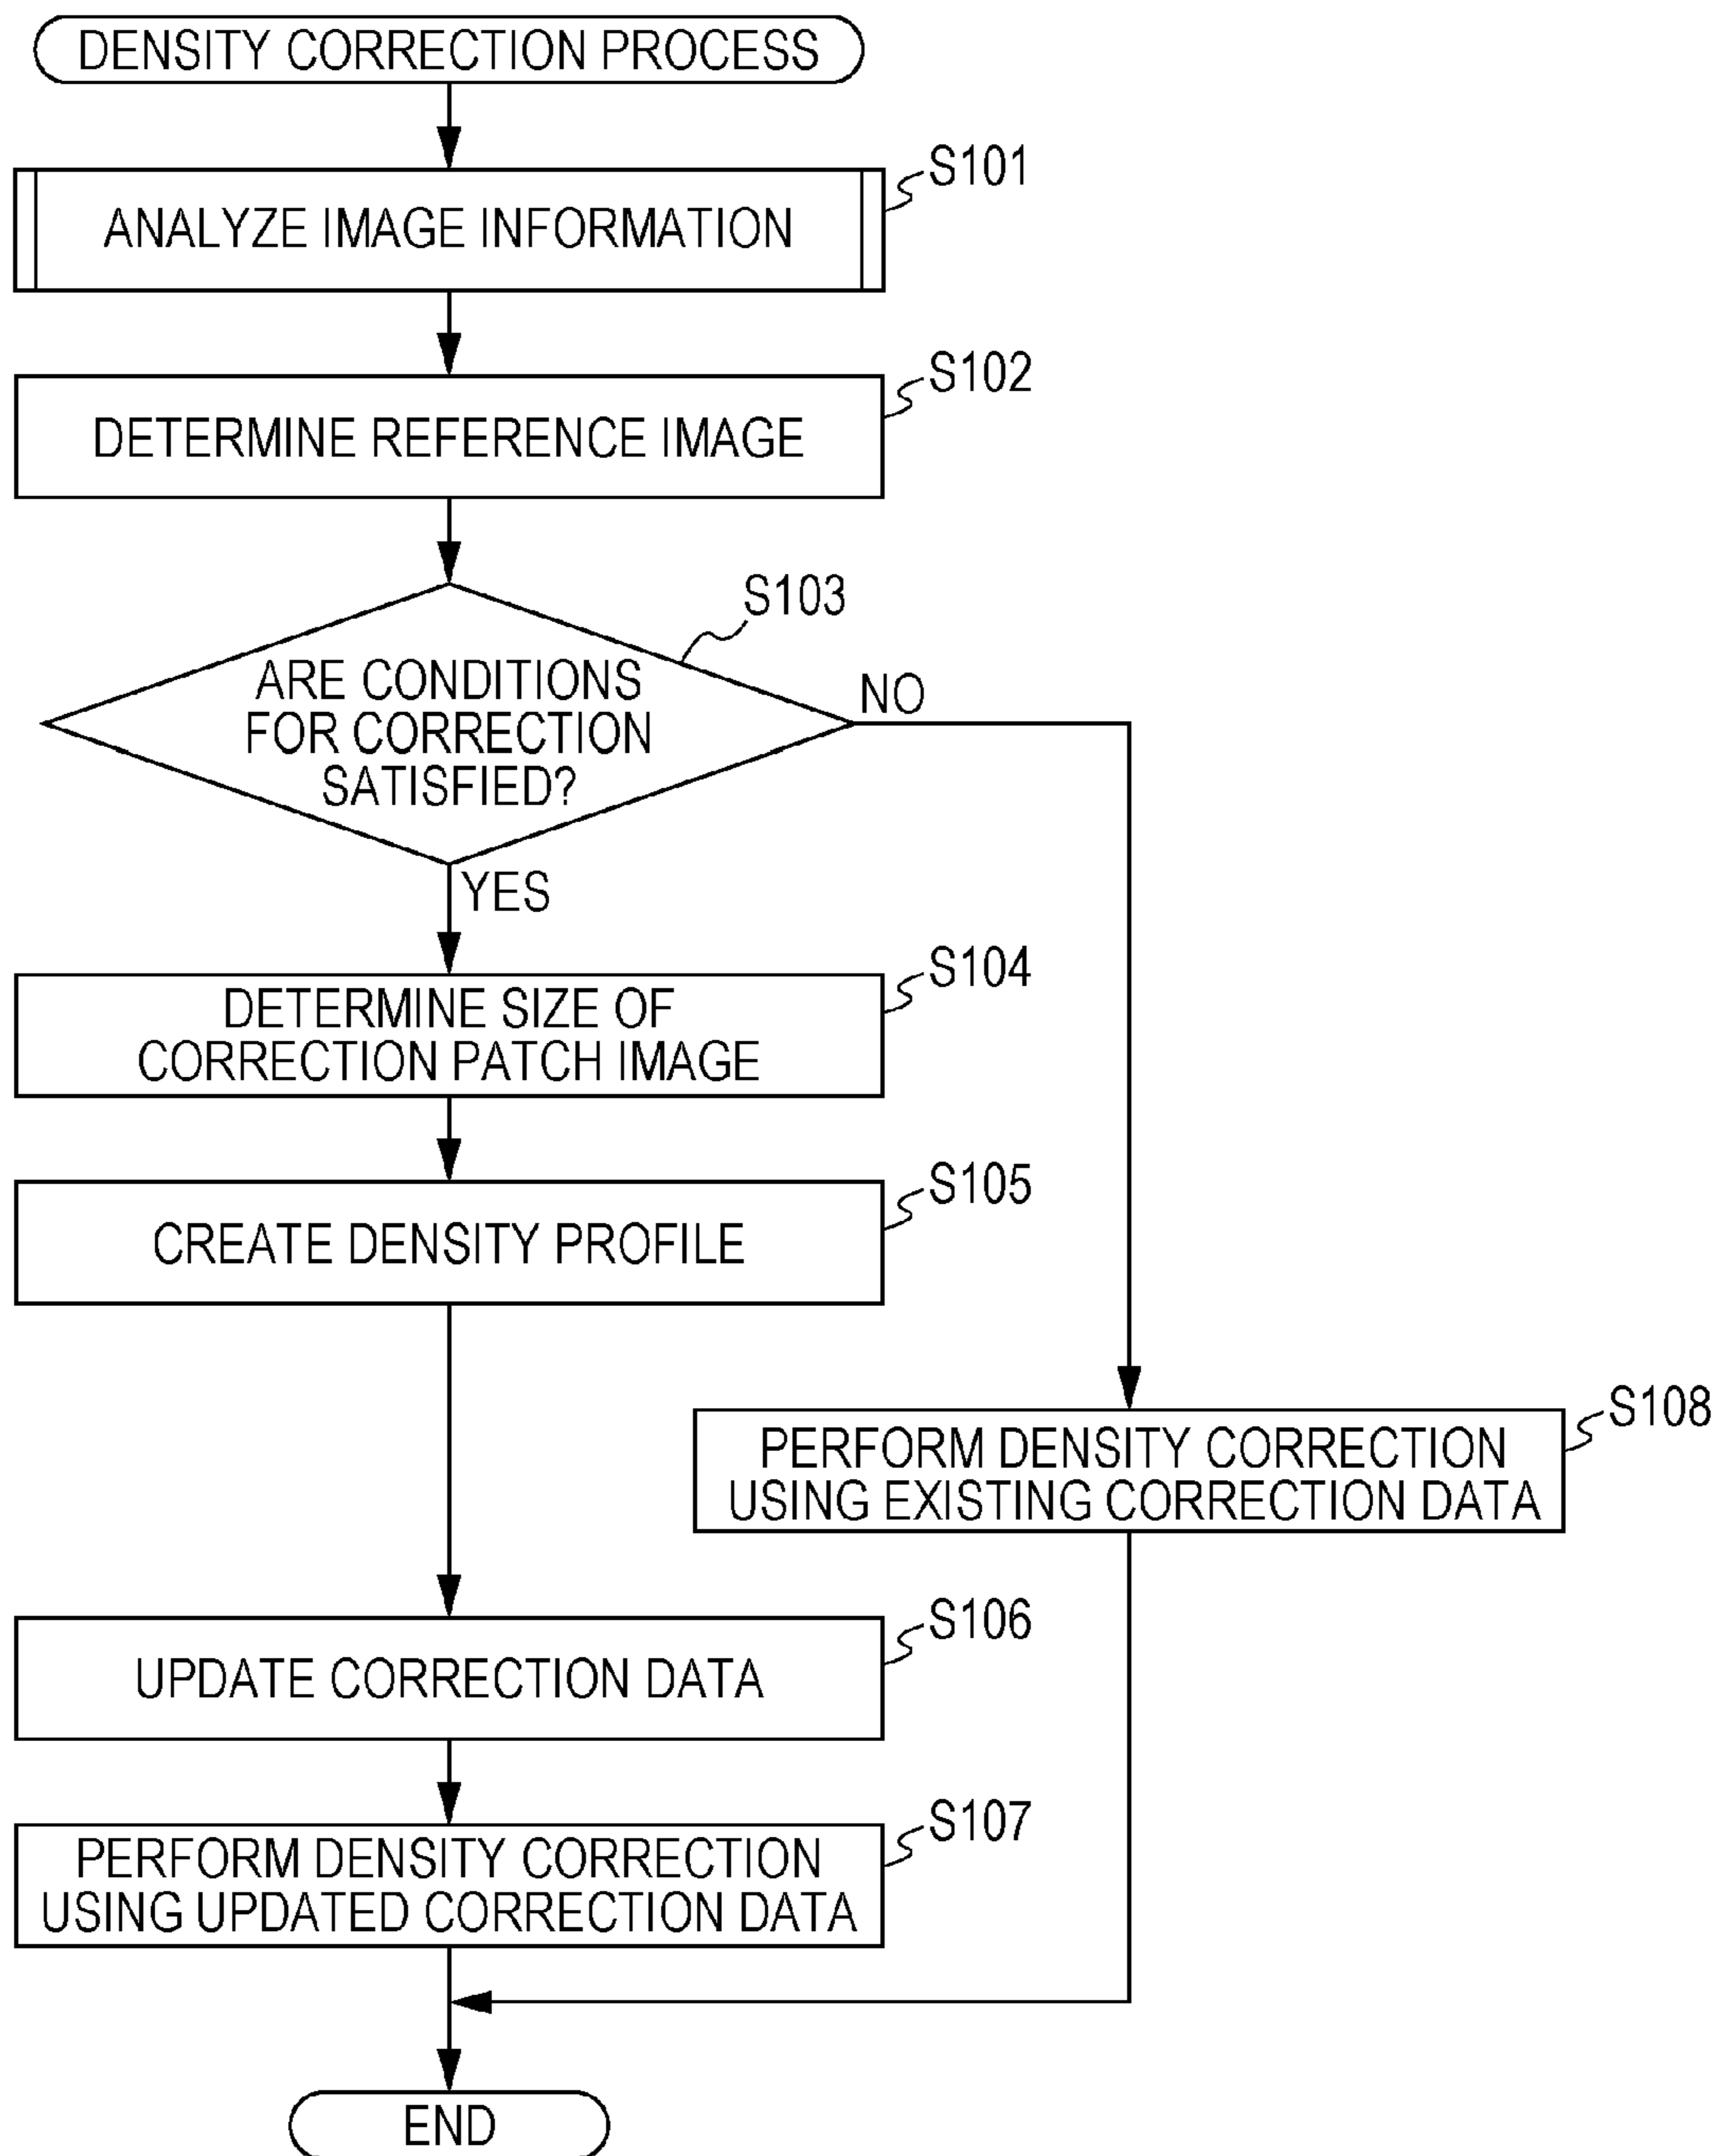 DENSITY CORRECTION PROCESS
S101
ANALYZE IMAGE INFORMATION
S102
DETERMINE REFERENCE IMAGE
S103
ARE CONDITIONS
FOR CORRECTION
SATISFIED?
NO
YES
S104
DETERMINE SIZE OF
CORRECTION PATCH IMAGE
S105
CREATE DENSITY PROFILE
S108
PERFORM DENSITY CORRECTION
USING EXISTING CORRECTION DATA
S106
UPDATE CORRECTION DATA
S107
PERFORM DENSITY CORRECTION
USING UPDATED CORRECTION DATA
END